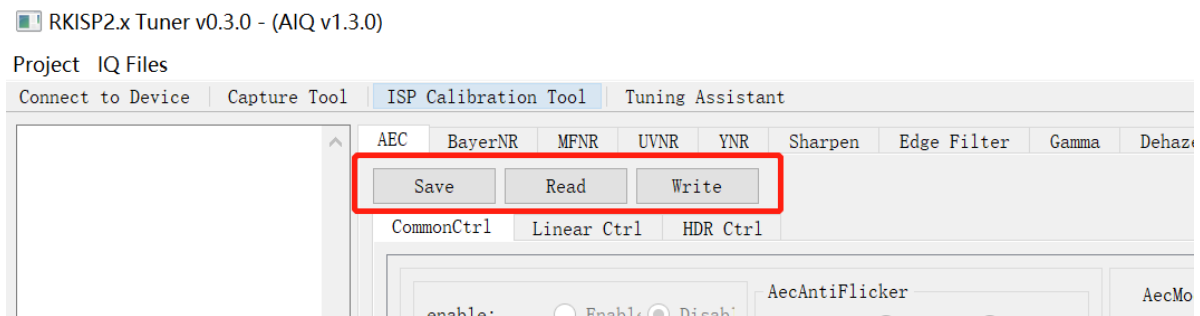 RKISP2.x Tuner v0.3.0 - (AIQ v1.3.0)
Project IQ Files
Connect to Device Capture Tool ISP Calibration Tool Tuning Assistant
AEC BayerNR MFNR UVNR YNR Sharpen Edge Filter Gamma Dehaze
Save Read Write
CommonCtrl Linear Ctrl HDR Ctrl
AecAntiFlicker
AecMo
enable: